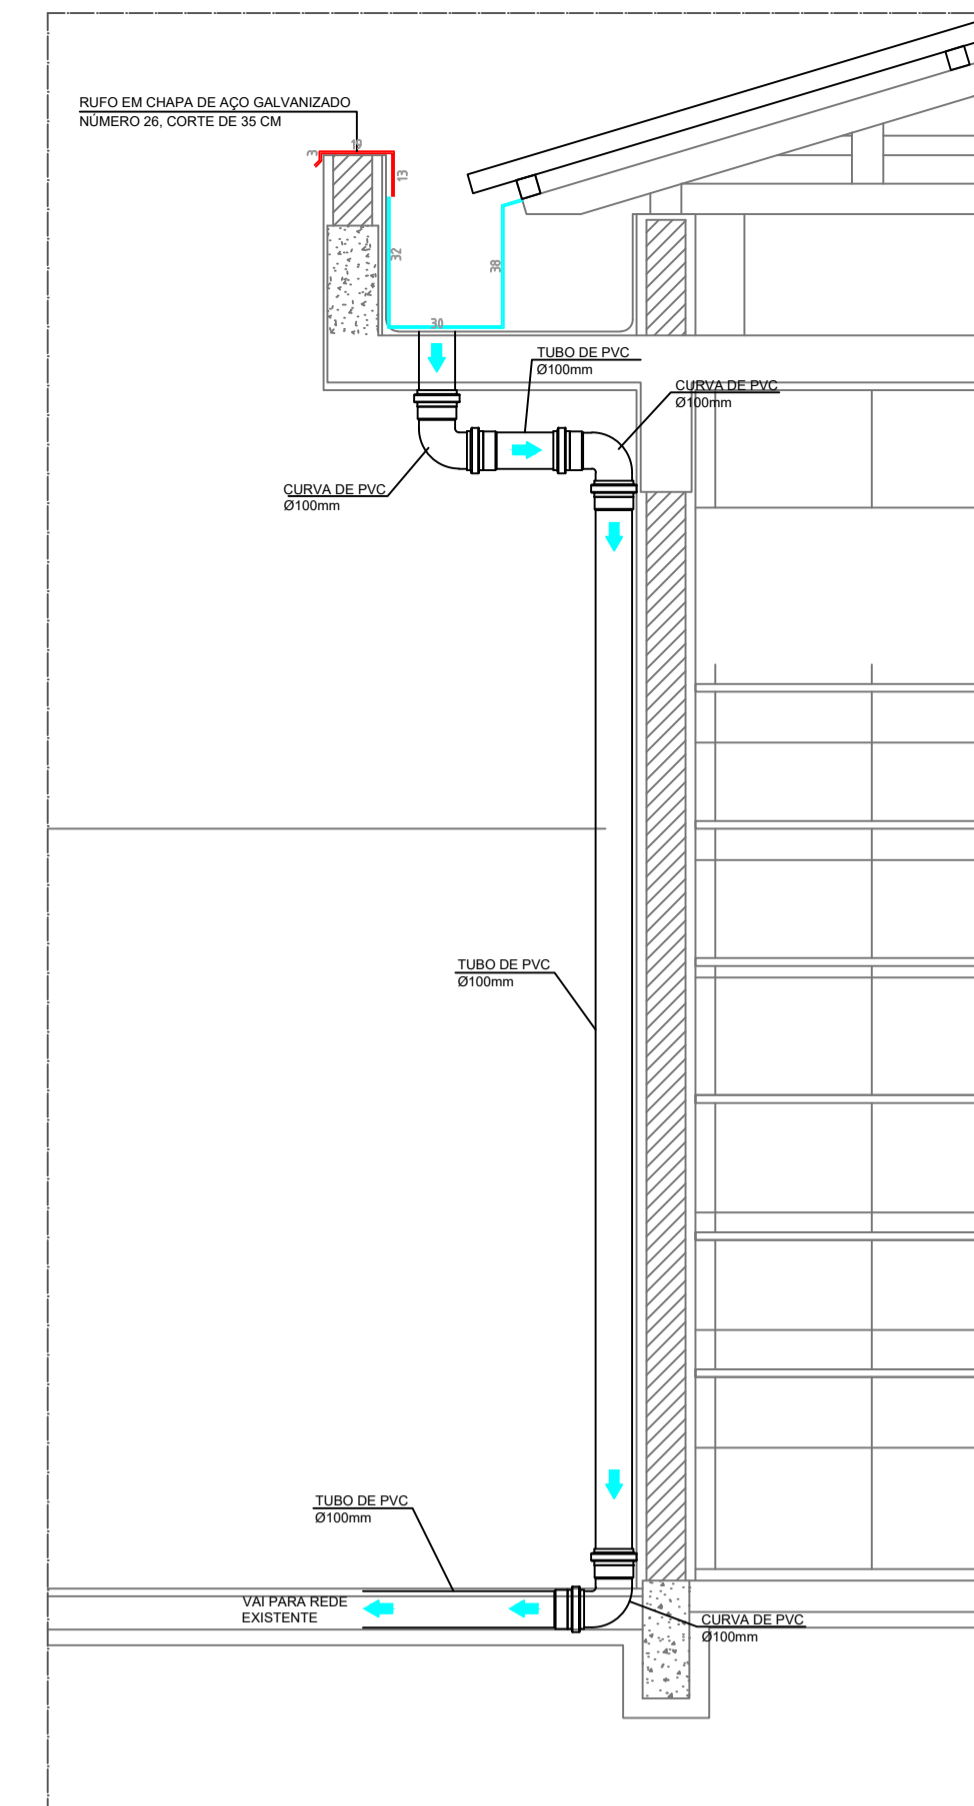 RUFO EM CHAPA DE AÇO GALVANIZADO
NÚMERO 26, CORTE DE 35 CM
3
19
13
32
38
30
TUBO DE PVC
Ø100mm
CURVA DE PVC
Ø100mm
CURVA DE PVC
Ø100mm
TUBO DE PVC
Ø100mm
TUBO DE PVC
Ø100mm
VAI PARA REDE
EXISTENTE
CURVA DE PVC
Ø100mm